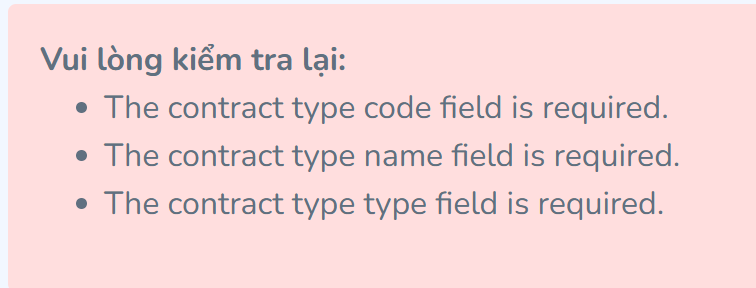 Vui lòng kiểm tra lại:
The contract type code field is required.
The contract type name field is required.
The contract type type field is required.